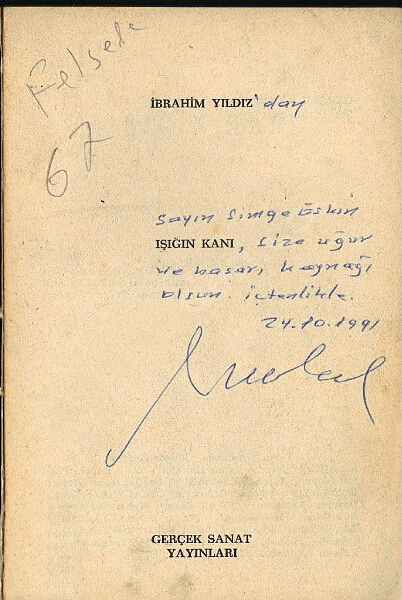 Felsefe
67
İBRAHİM YILDIZ'dan
Sayın Simge Eskin
IŞIĞIN KANI, size uğur
ve başarı kaynağı
olsun. içtenlikle.
24.10.1991
GERÇEK SANAT
YAYINLARI